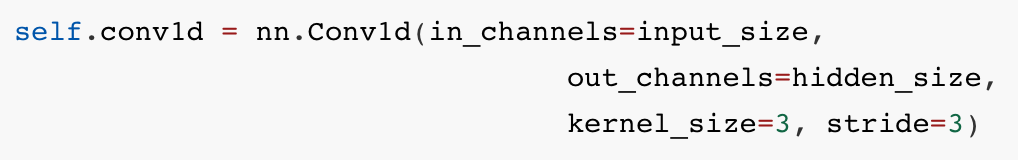 self.conv1d = nn.Conv1d(in_channels=input_size,
out_channels=hidden_size,
kernel_size=3, stride=3)